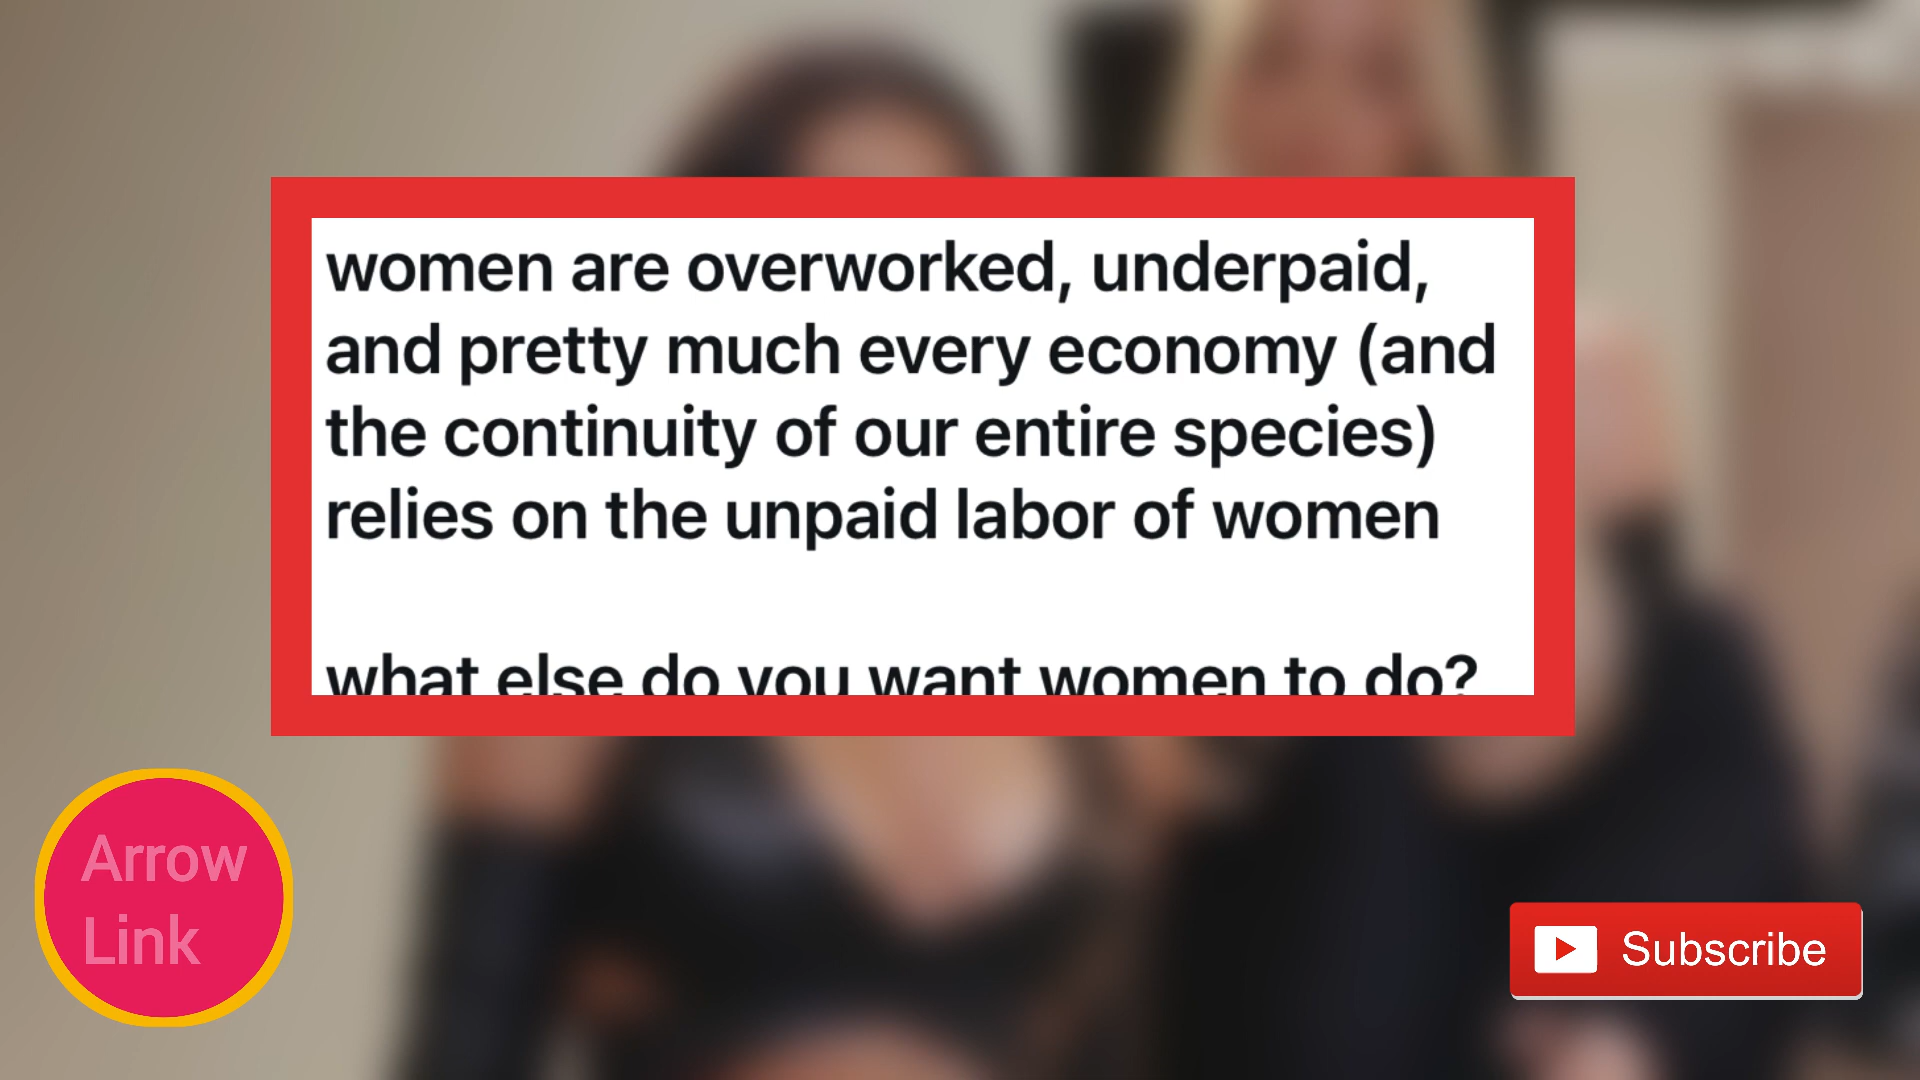 women are overworked, underpaid,
and pretty much every economy (and
the continuity of our entire species)
relies on the unpaid labor of women
what else do you want women to do?
Arrow
Link
Subscribe